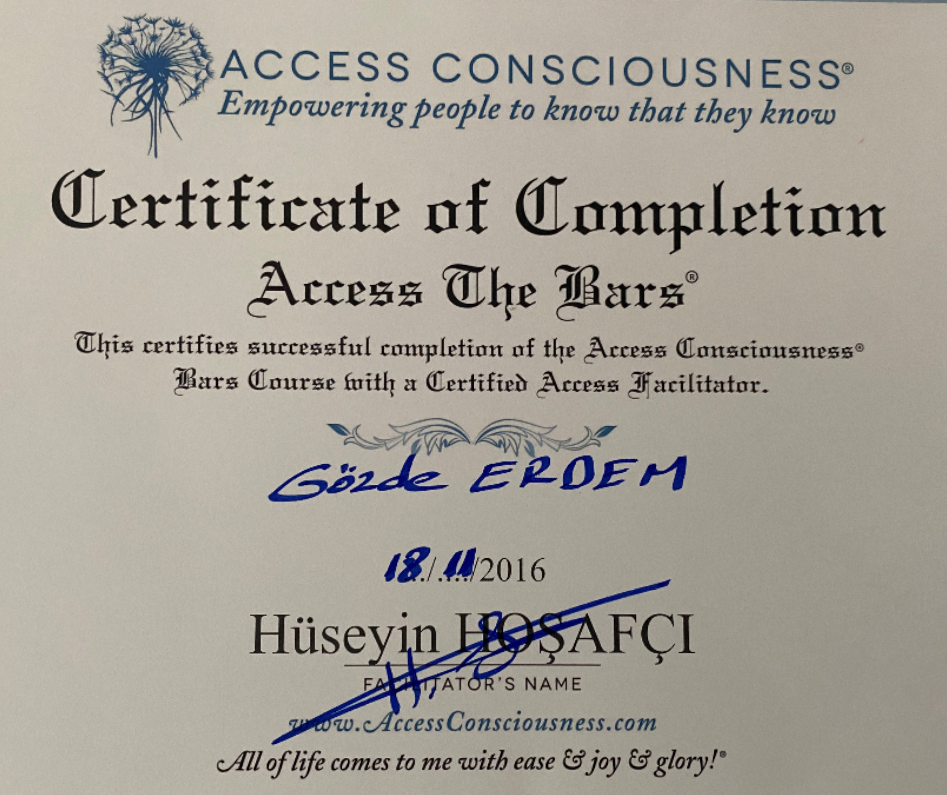 ACCESS CONSCIOUSNESS®
Empowering people to know that they know
Certificate of Completion
Access The Bars®
This certifies successful completion of the Access Consciousness®
Bars Course with a Certified Access Facilitator.
Gözde ERDEM
18/11/2016
Hüseyin HOŞAFÇI
FACILITATOR'S NAME
www.AccessConsciousness.com
All of life comes to me with ease & joy & glory!®